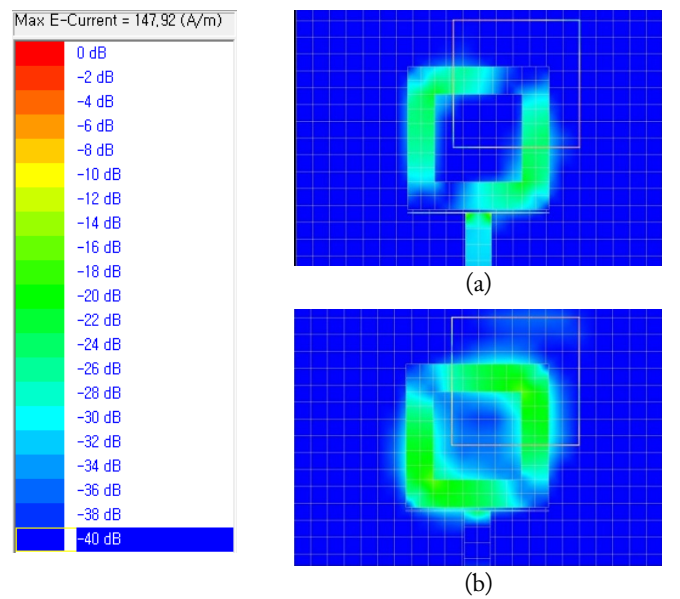 Max E-Current = 147,92 (A/m)
0 dB
-2 dB
-4 dB
-6 dB
-8 dB
-10 dB
-12 dB
-14 dB
-16 dB
-18 dB
-20 dB
-22 dB
-24 dB
-26 dB
-28 dB
-30 dB
-32 dB
-34 dB
-36 dB
-38 dB
-40 dB
(a)
(b)